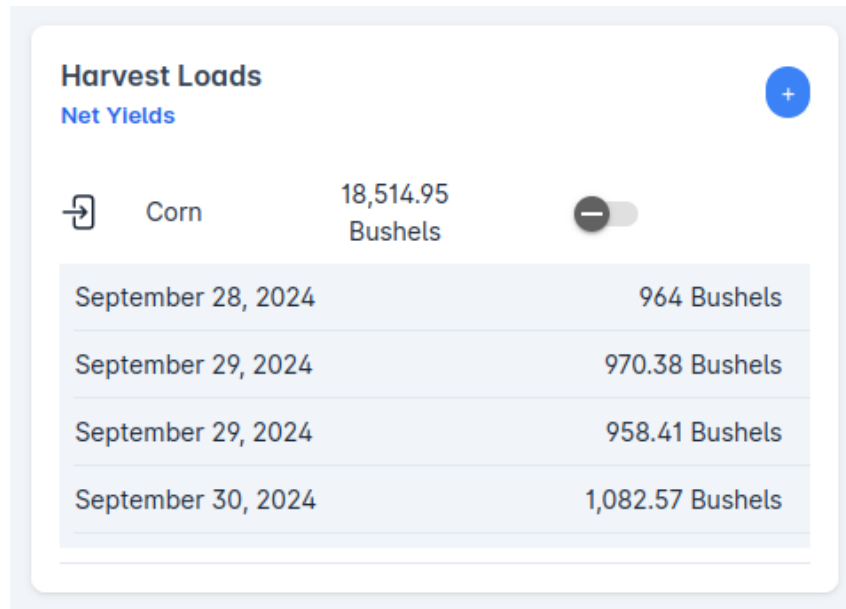 Harvest Loads
Net Yields
+
Corn
18,514.95
Bushels
September 28, 2024 964 Bushels
September 29, 2024 970.38 Bushels
September 29, 2024 958.41 Bushels
September 30, 2024 1,082.57 Bushels